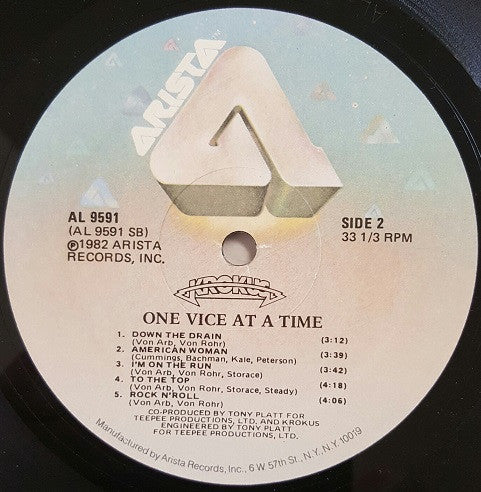 ARISTA
AL 9591
(AL 9591 SB)
℗1982 ARISTA
RECORDS, INC.
SIDE 2
33 1/3 RPM
KROKUS
ONE VICE AT A TIME
1. DOWN THE DRAIN (3:12)
(Von Arb, Von Rohr)
2. AMERICAN WOMAN (3:39)
(Cummings, Bachman, Kale, Peterson)
3. I'M ON THE RUN (3:42)
(Von Arb, Von Rohr, Storace)
4. TO THE TOP (4:18)
(Von Arb, Von Rohr, Storace, Steady)
5. ROCK N'ROLL (4:06)
(Von Arb, Von Rohr)
CO-PRODUCED BY TONY PLATT FOR
TEEPEE PRODUCTIONS, LTD. AND KROKUS
ENGINEERED BY TONY PLATT
FOR TEEPEE PRODUCTIONS, LTD.
Manufactured by Arista Records, Inc., 6 W 57th St., N.Y. N.Y. 10019